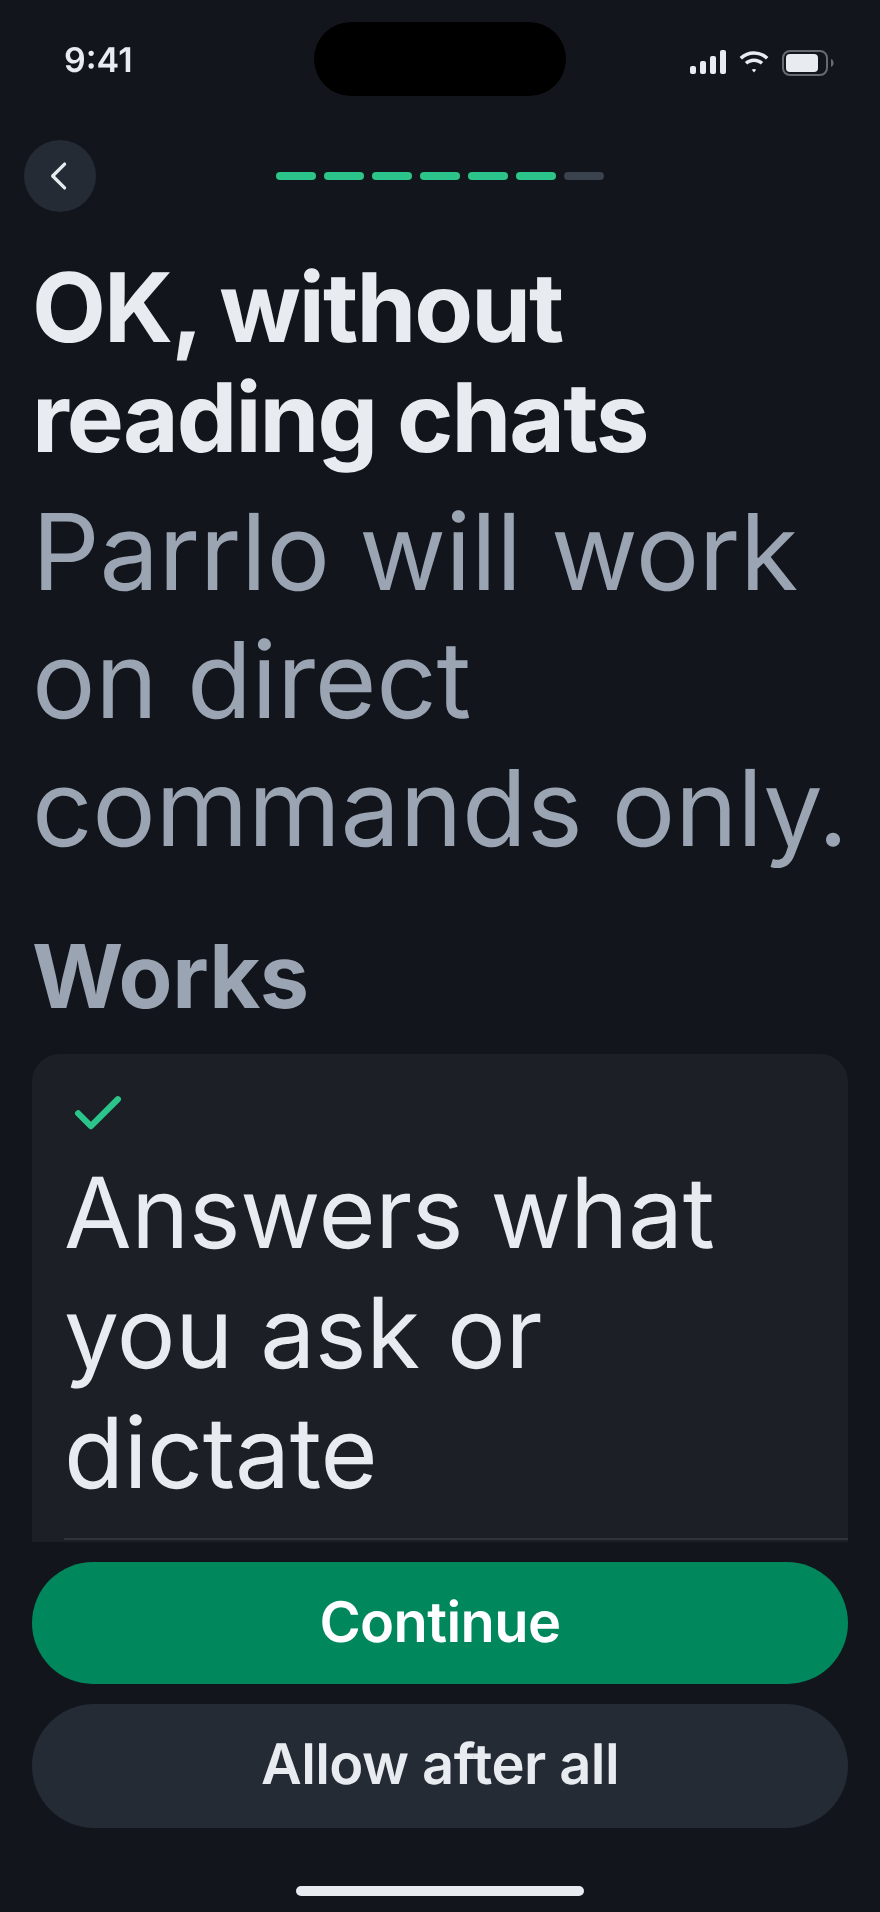 9:41
OK, without
reading chats
Parrlo will work
on direct
commands only.
Works
Answers what
you ask or
dictate
Continue
Allow after all